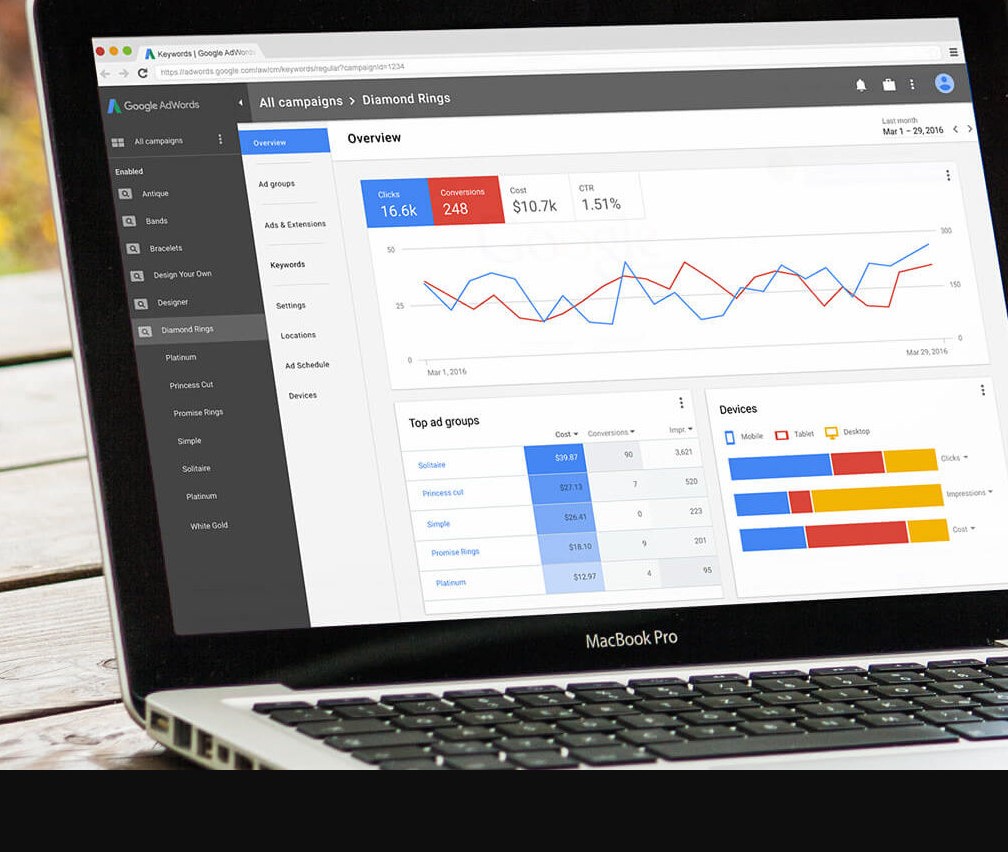 Keywords | Google AdWords
https://adwords.google.com/aw/cm/keywords/regular?campaignId=1234
Google AdWords
All campaigns > Diamond Rings
All campaigns
Enabled
Antique
Bands
Bracelets
Design Your Own
Designer
Diamond Rings
Platinum
Princess Cut
Promise Rings
Simple
Solitaire
Platinum
White Gold
Overview
Ad groups
Ads & Extensions
Keywords
Settings
Locations
Ad Schedule
Devices
Overview
Last month
Mar 1 – 29, 2016
Clicks
16.6k
Conversions
248
Cost
$10.7k
CTR
1.51%
50
300
25
150
0
0
Mar 1, 2016
Mar 29, 2016
Top ad groups
Cost Conversions Impr.
Solitaire $39.87 90 3,621
Princess cut $27.13 7 520
Simple $26.41 0 223
Promise Rings $18.10 9 201
Platinum $12.97 4 95
Devices
Mobile Tablet Desktop
Clicks
Impressions
Cost
MacBook Pro